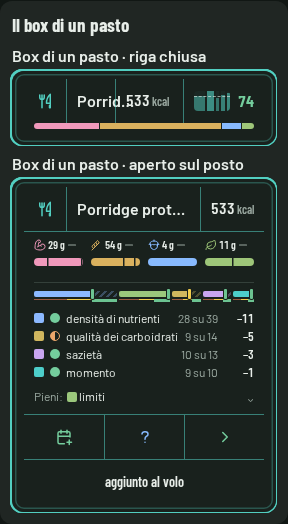 Il box di un pasto
Box di un pasto · riga chiusa
Porrid… 533 kcal 74
Box di un pasto · aperto sul posto
Porridge prot… 533 kcal
29 g — 54 g — 4 g — 11 g —
densità di nutrienti 28 su 39 −11
qualità dei carboidrati 9 su 14 −5
sazietà 10 su 13 −3
momento 9 su 10 −1
Pieni: limiti
?
aggiunto al volo